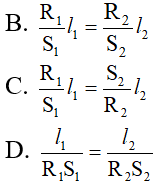 B. R₁/S₁ l₁ = R₂/S₂ l₂
C. R₁/S₁ l₁ = S₂/R₂ l₂
D. l₁/R₁S₁ = l₂/R₂S₂